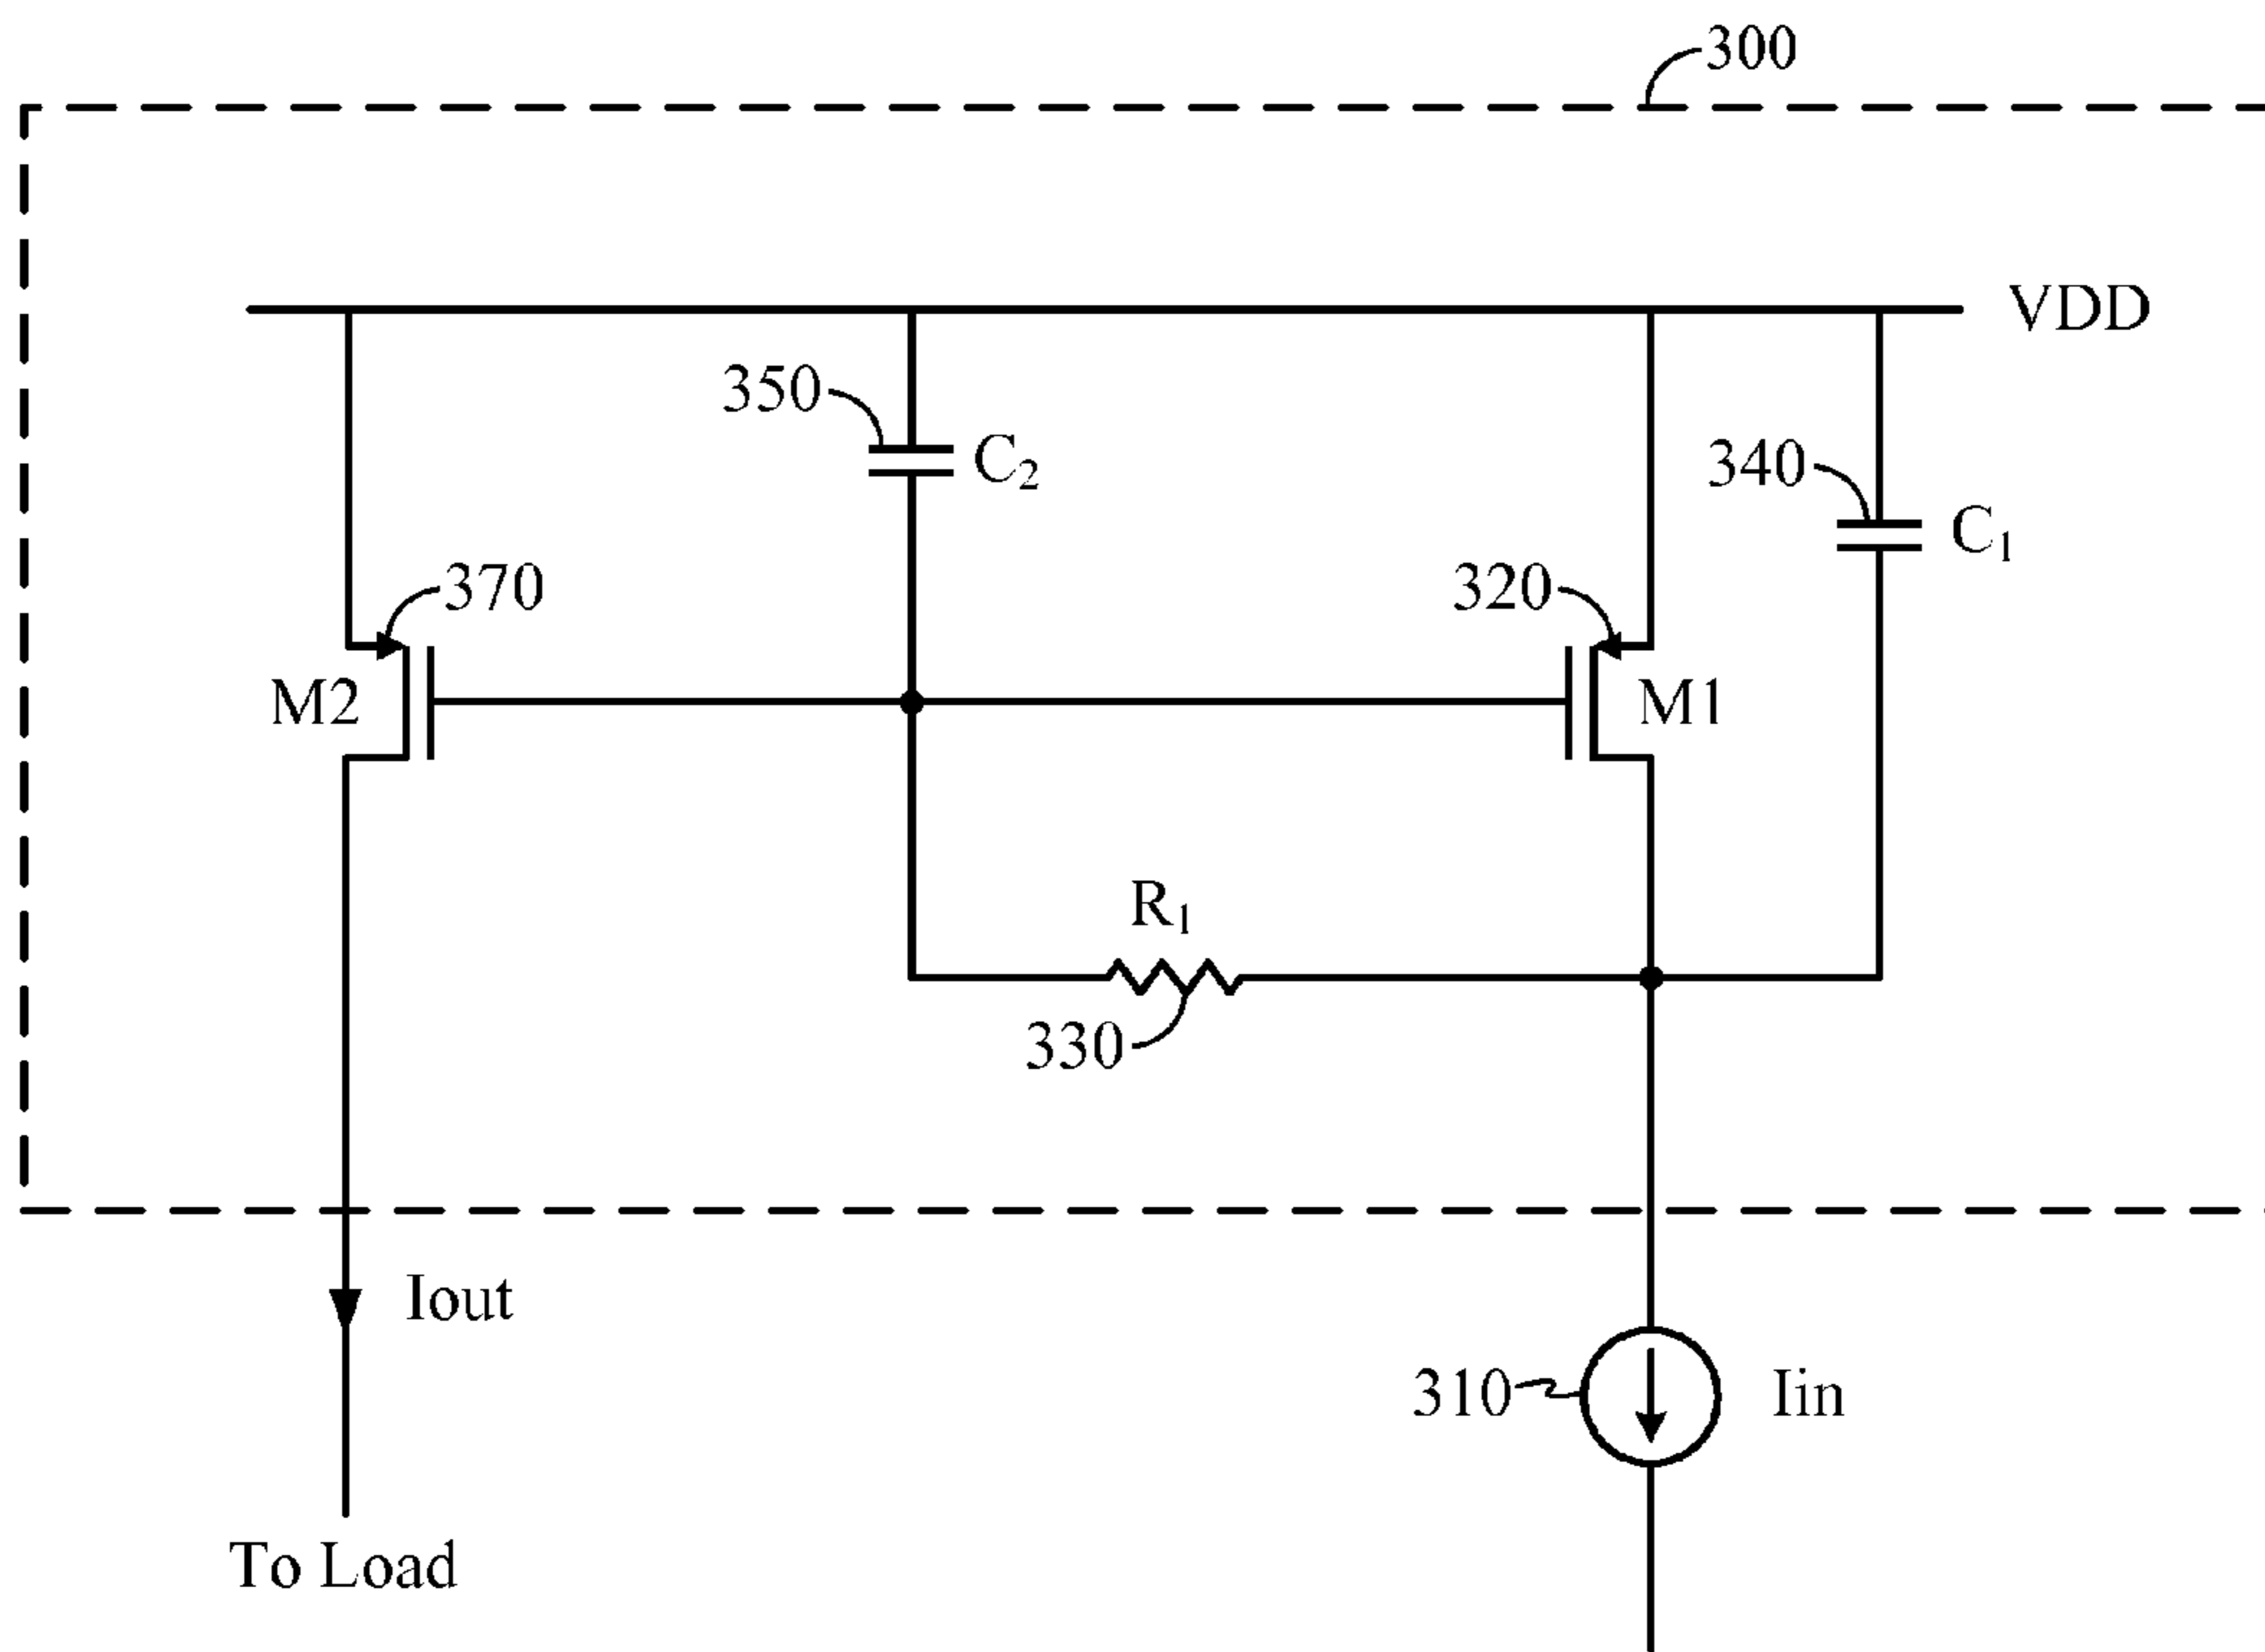 300
VDD
350
C₂
340
C₁
370
320
M2
M1
R₁
330
Iout
310
Iin
To Load